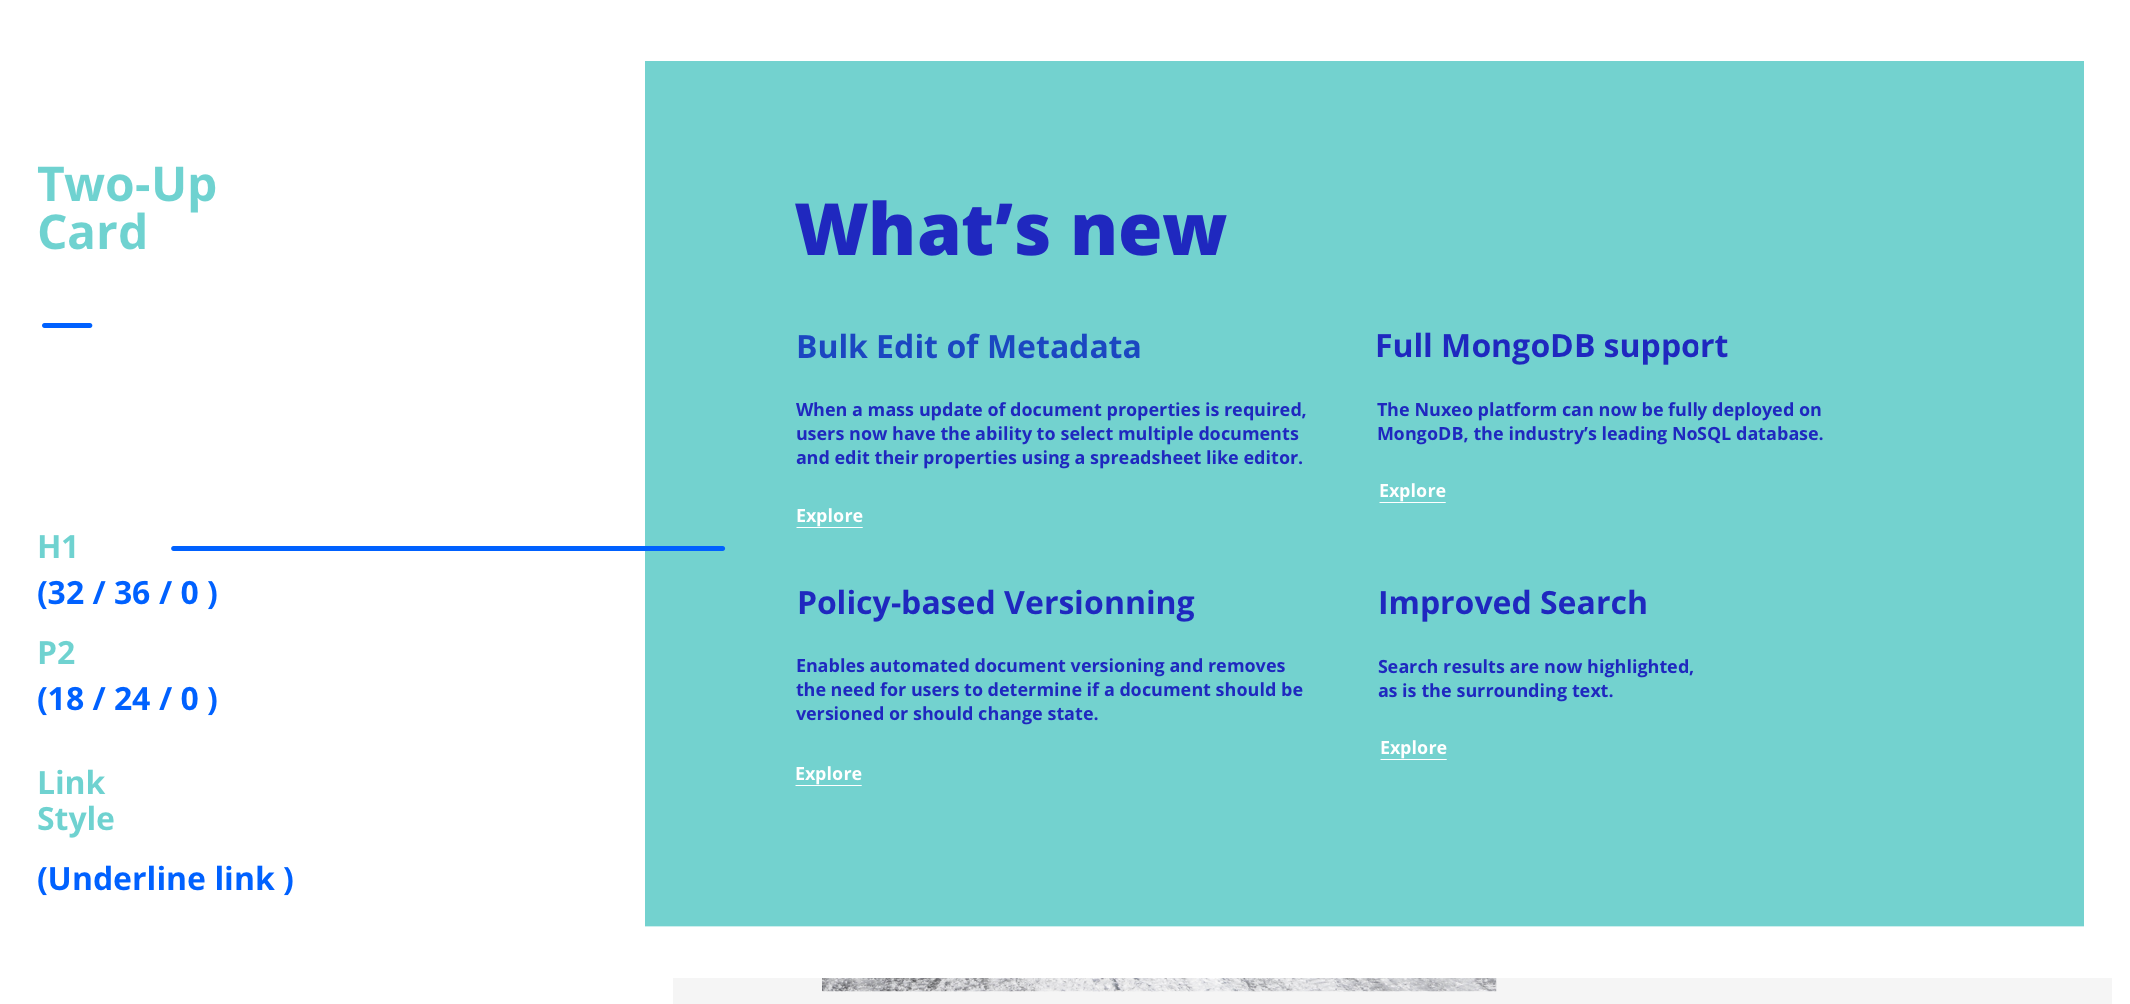 Two-Up
Card
H1
(32 / 36 / 0 )
P2
(18 / 24 / 0 )
Link
Style
(Underline link )
What’s new
Bulk Edit of Metadata
When a mass update of document properties is required,
users now have the ability to select multiple documents
and edit their properties using a spreadsheet like editor.
Explore
Full MongoDB support
The Nuxeo platform can now be fully deployed on
MongoDB, the industry’s leading NoSQL database.
Explore
Policy-based Versionning
Enables automated document versioning and removes
the need for users to determine if a document should be
versioned or should change state.
Explore
Improved Search
Search results are now highlighted,
as is the surrounding text.
Explore